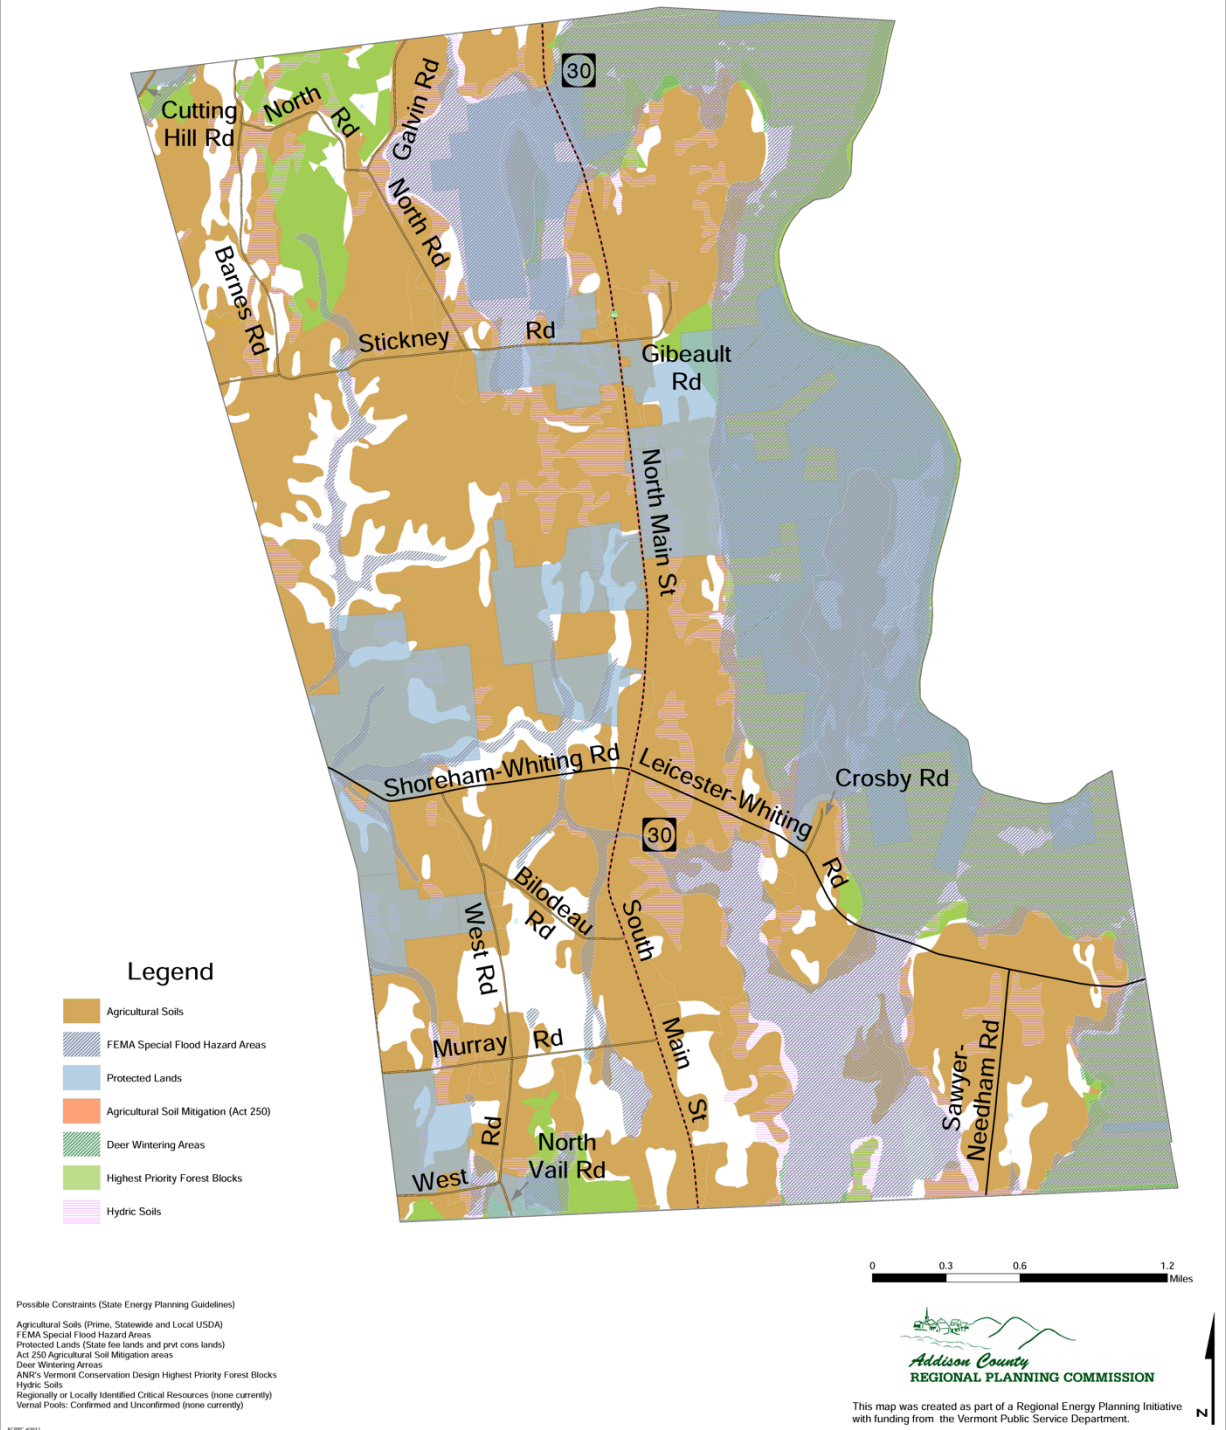 30
Cutting
Hill Rd
North
Rd
Galvin Rd
North Rd
Barnes Rd
Stickney
Rd
Gibeault
Rd
North Main St
Shoreham-Whiting Rd
Leicester-Whiting
Rd
Crosby Rd
30
Bilodeau
Rd
South
Main
St
West Rd
Murray
Rd
Sawyer-
Needham Rd
Rd
North
Vail Rd
West
Legend
Agricultural Soils
FEMA Special Flood Hazard Areas
Protected Lands
Agricultural Soil Mitigation (Act 250)
Deer Wintering Areas
Highest Priority Forest Blocks
Hydric Soils
0 0.3 0.6 1.2
Miles
Possible Constraints (State Energy Planning Guidelines)
Agricultural Soils (Prime, Statewide and Local USDA)
FEMA Special Flood Hazard Areas
Protected Lands (State fee lands and prvt cons lands)
Act 250 Agricultural Soil Mitigation areas
Deer Wintering Arreas
ANR's Vermont Conservation Design Highest Priority Forest Blocks
Hydric Soils
Regionally or Locally Identified Critical Resources (none currently)
Vernal Pools: Confirmed and Unconfirmed (none currently)
Addison County
REGIONAL PLANNING COMMISSION
This map was created as part of a Regional Energy Planning Initiative
with funding from the Vermont Public Service Department.
N